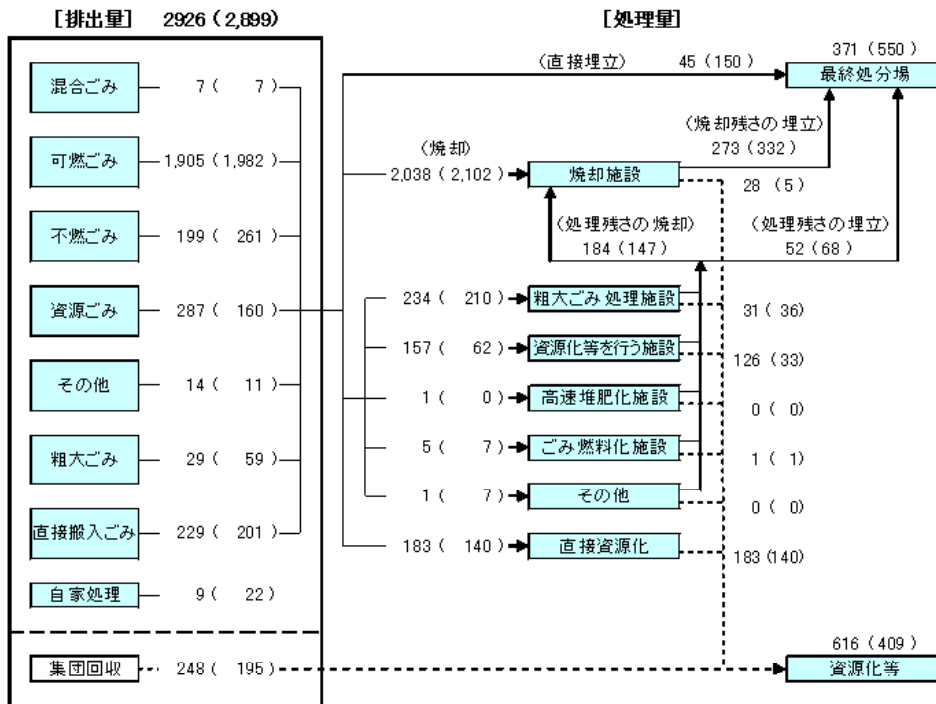 ［排出量］ 2926（2,899）
［処理量］
混合ごみ 7（ 7）
可燃ごみ 1,905（1,982）
不燃ごみ 199（ 261）
資源ごみ 287（ 160）
その他 14（ 11）
粗大ごみ 29（ 59）
直接搬入ごみ 229（ 201）
自家処理 9（ 22）
集団回収 248（ 195）
（直接埋立） 45（150）
371（550）
最終処分場
（焼却残さの埋立）
273（332）
（焼却）
2,038（2,102） 焼却施設
28（5）
（処理残さの焼却）
184（147）
（処理残さの埋立）
52（68）
234（ 210） 粗大ごみ処理施設 31（36）
157（ 62） 資源化等を行う施設 126（33）
1（ 0） 高速堆肥化施設 0（ 0）
5（ 7） ごみ燃料化施設 1（ 1）
1（ 7） その他 0（ 0）
183（ 140） 直接資源化 183（140）
616（409）
資源化等